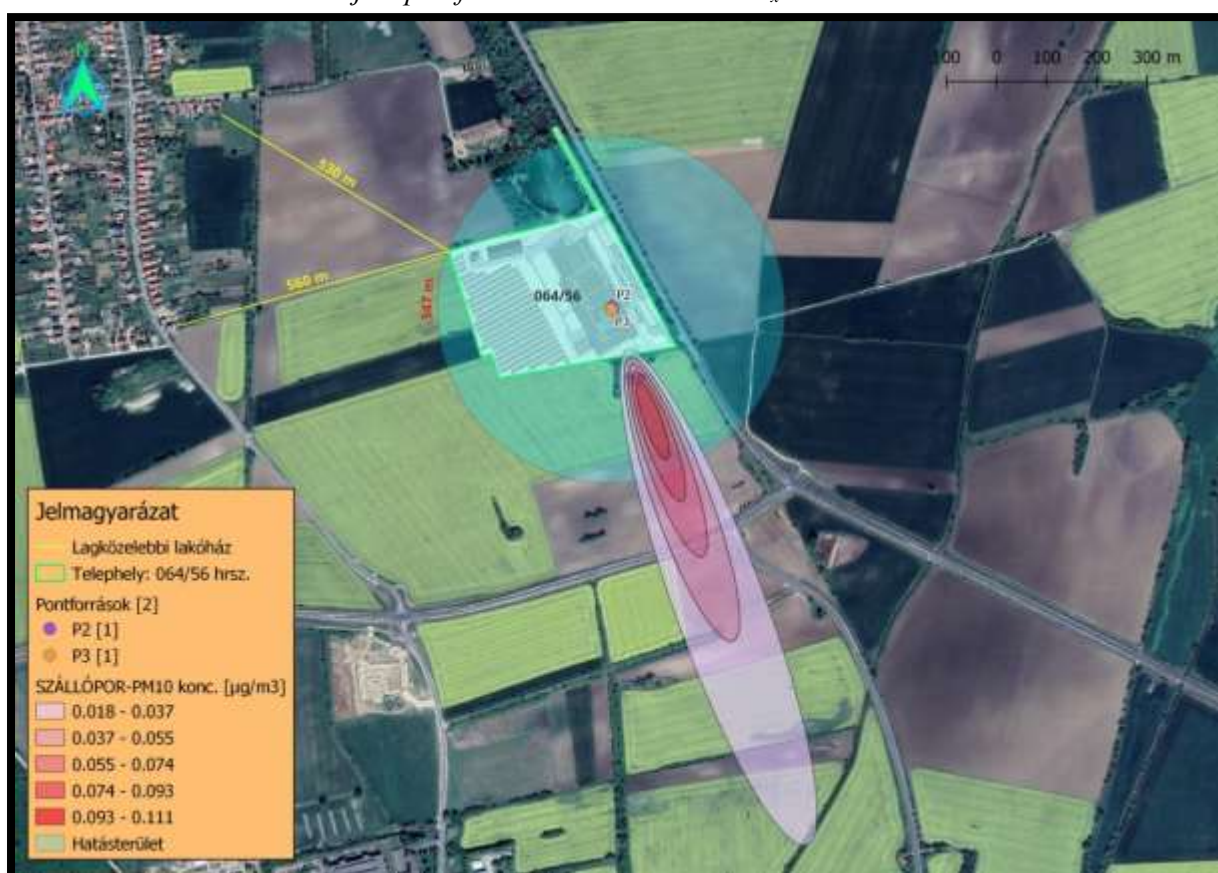 N
100 0 100 200 300 m
530 m
560 m
347 m
064/56
P2
P3
Jelmagyarázat
Lagközelebbi lakóház
Telephely: 064/56 hrsz.
Pontforrások [2]
P2 [1]
P3 [1]
SZÁLLÓPOR-PM10 konc. [µg/m3]
0.018 - 0.037
0.037 - 0.055
0.055 - 0.074
0.074 - 0.093
0.093 - 0.111
Hatásterület